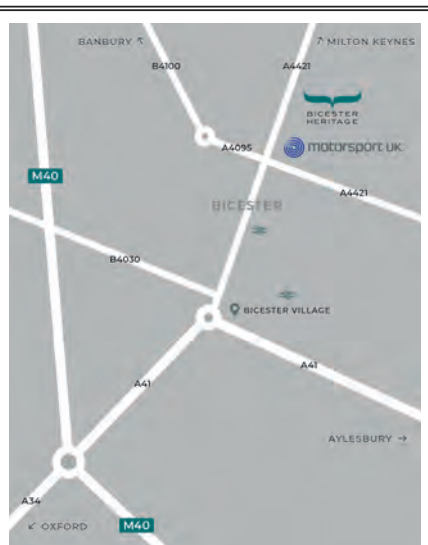 BANBURY ↖
↗ MILTON KEYNES
B4100
A4421
BICESTER
HERITAGE
A4095
motorsport uk
M40
A4421
BICESTER
B4030
BICESTER VILLAGE
A41
A41
AYLESBURY →
A34
↙ OXFORD
M40